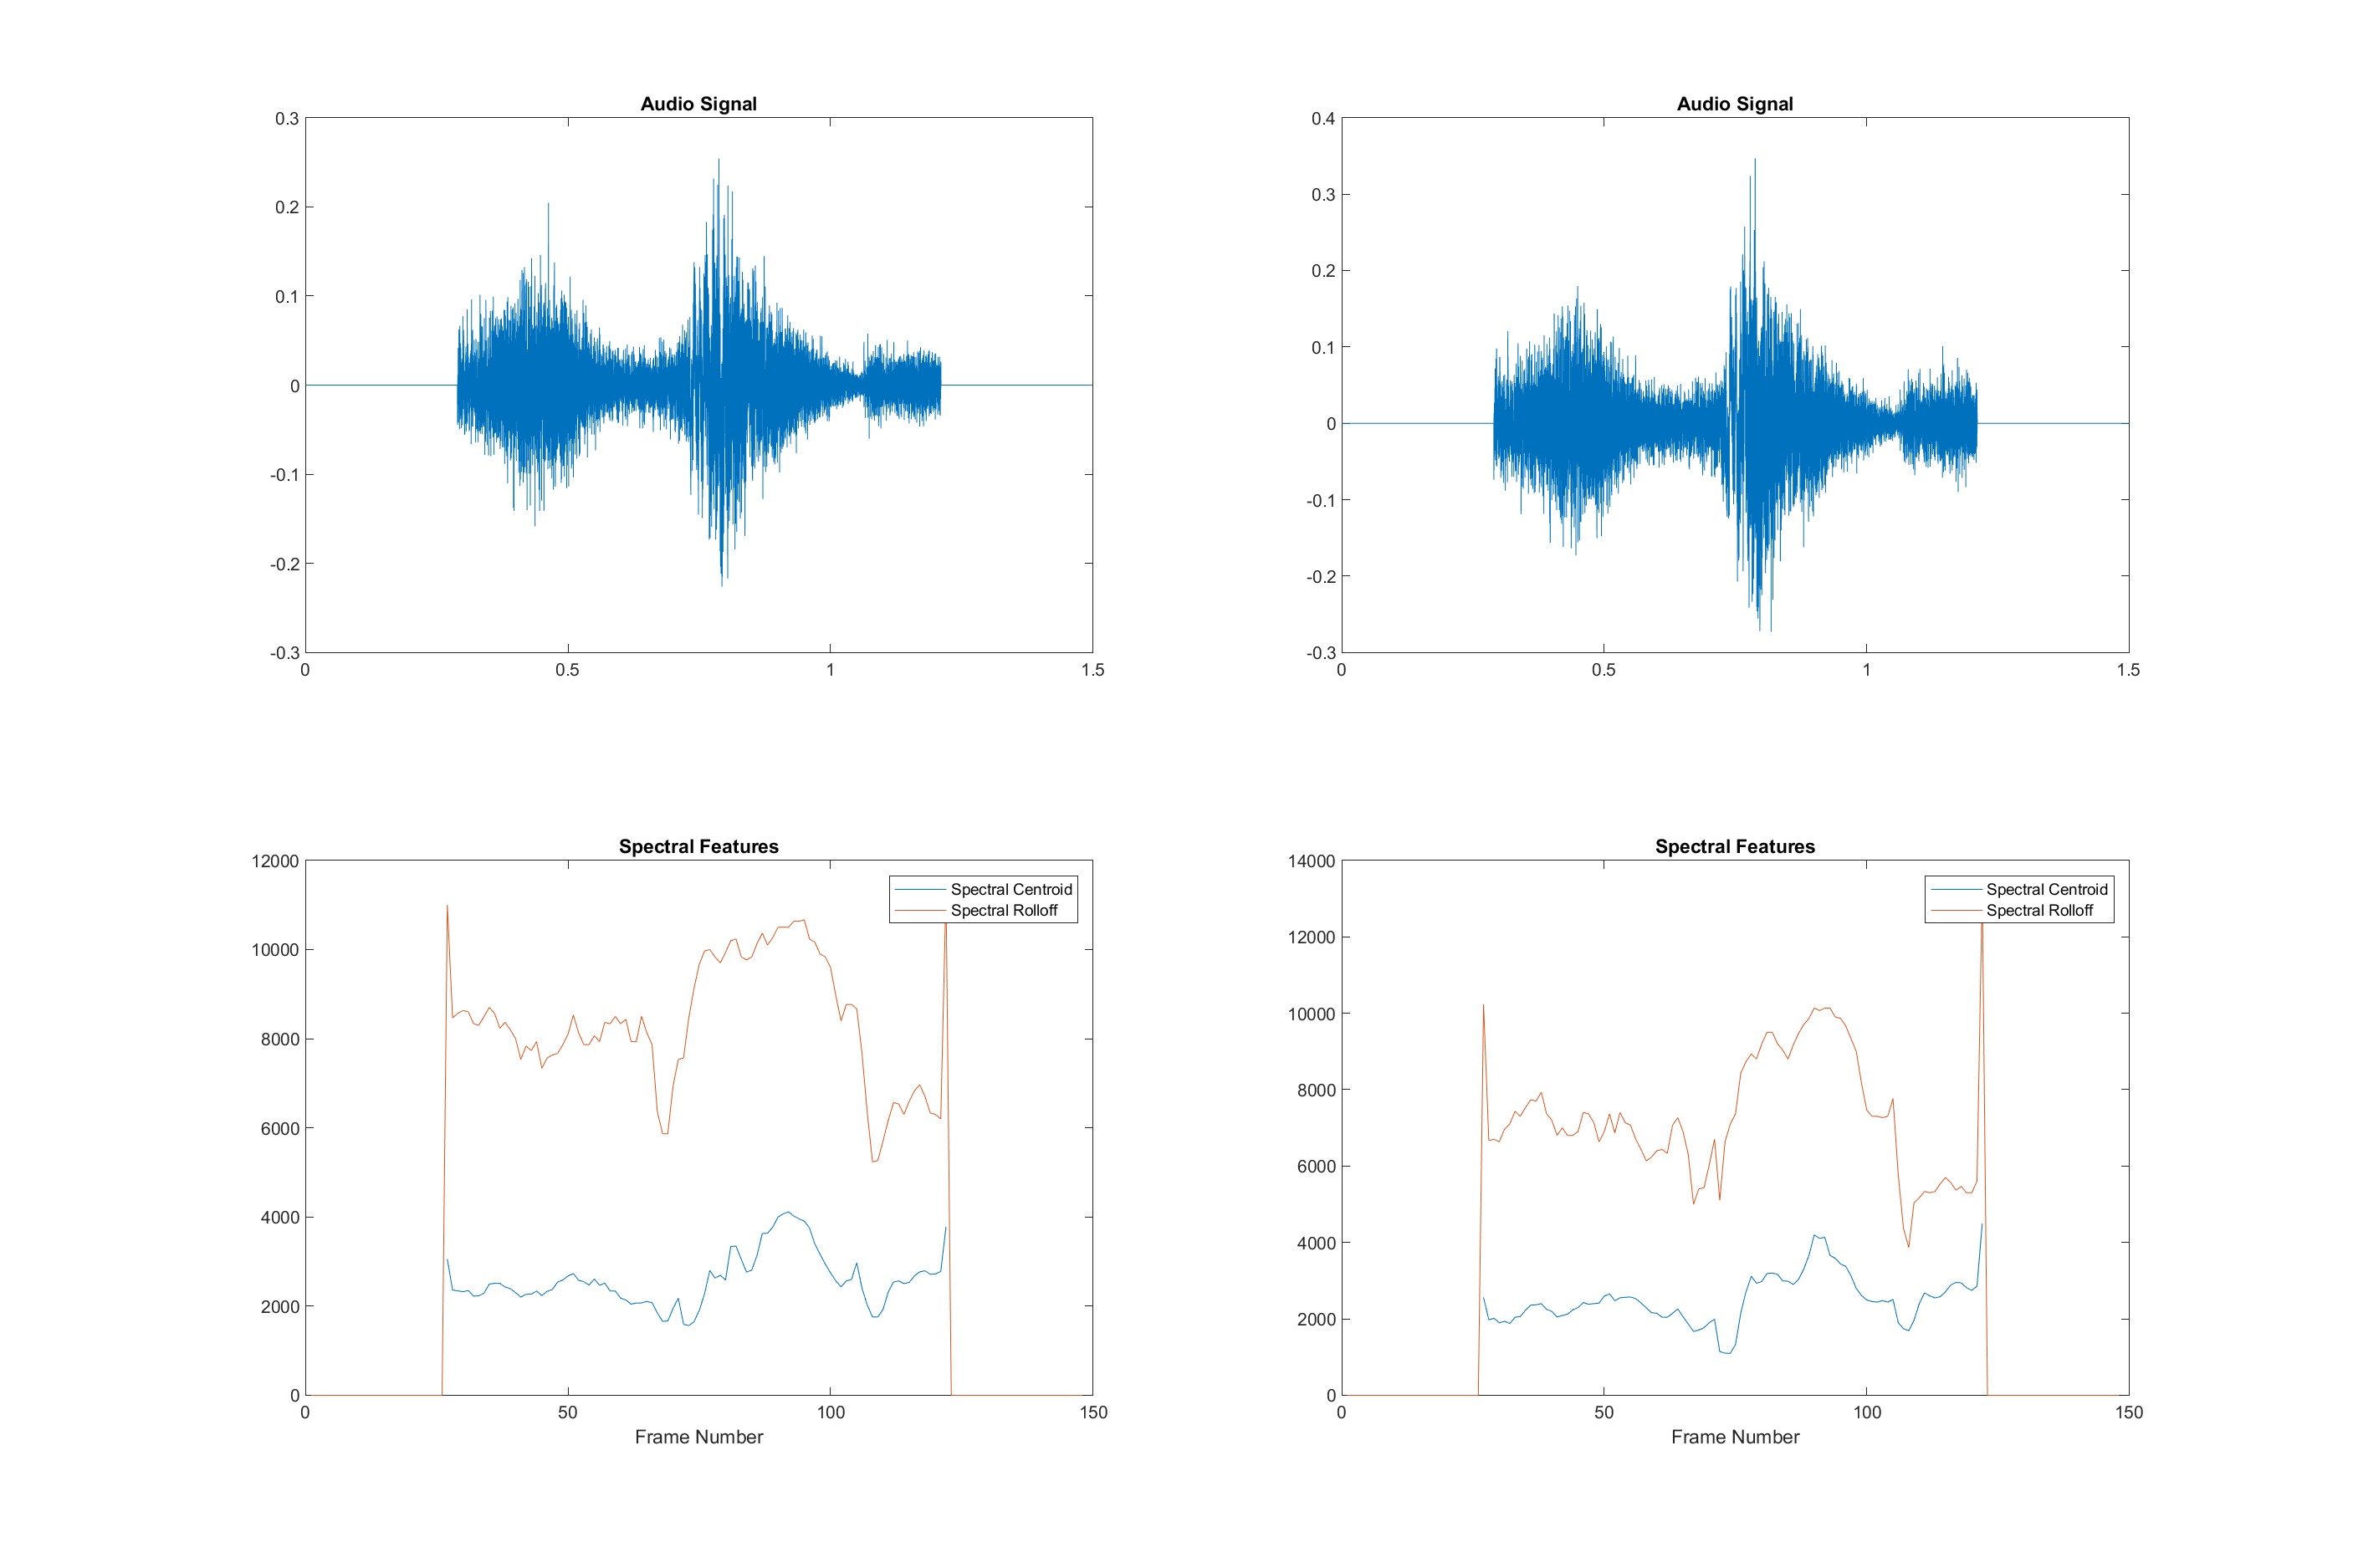 Audio Signal
0.3
0.2
0.1
0
-0.1
-0.2
-0.3
0 0.5 1 1.5
Audio Signal
0.4
0.3
0.2
0.1
0
-0.1
-0.2
-0.3
0 0.5 1 1.5
Spectral Features
12000
10000
8000
6000
4000
2000
0
Spectral Centroid
Spectral Rolloff
0 50 100 150
Frame Number
Spectral Features
14000
12000
10000
8000
6000
4000
2000
0
Spectral Centroid
Spectral Rolloff
0 50 100 150
Frame Number